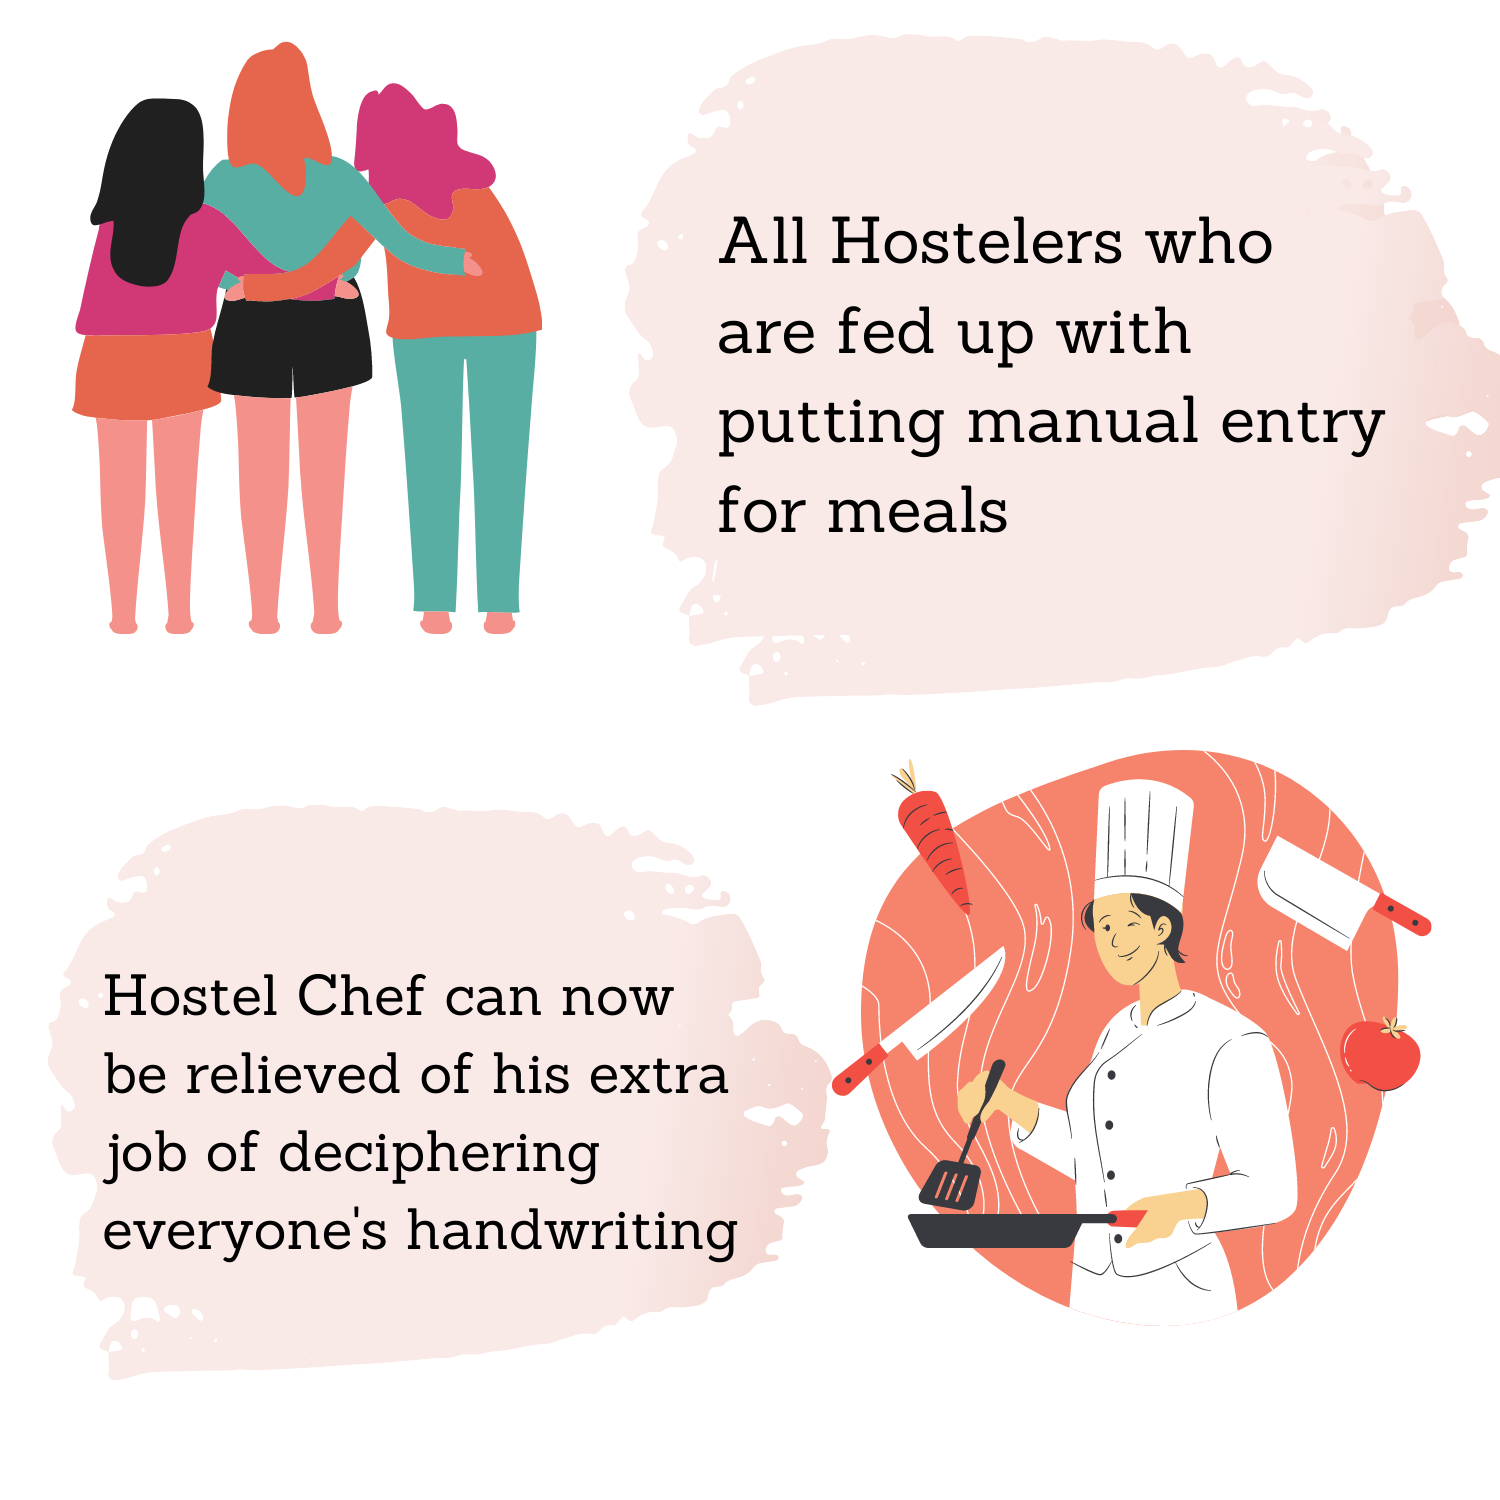 All Hostelers who
are fed up with
putting manual entry
for meals
Hostel Chef can now
be relieved of his extra
job of deciphering
everyone's handwriting